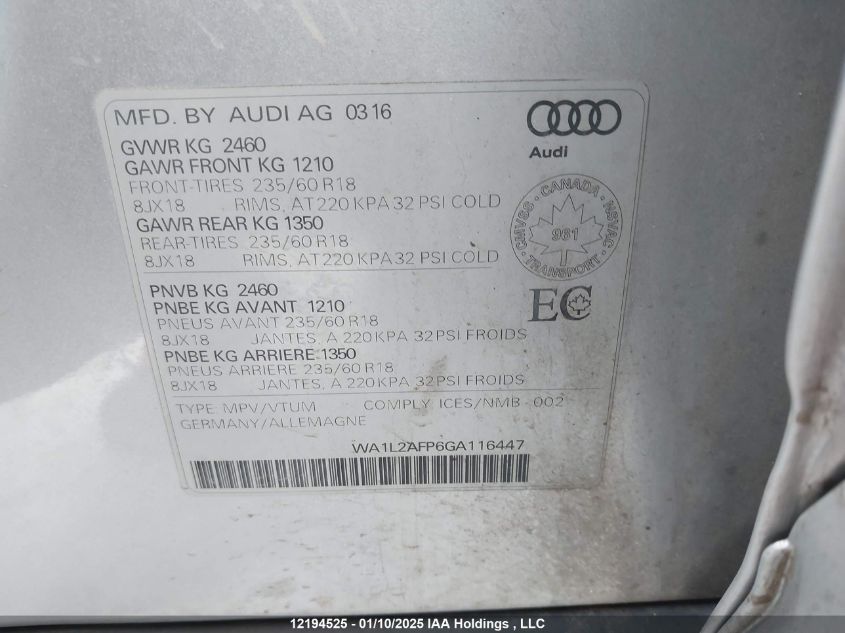 MFD. BY AUDI AG 0316
Audi
GVWR KG 2460
GAWR FRONT KG 1210
FRONT-TIRES 235/60 R18
8JX18 RIMS, AT 220 KPA 32 PSI COLD
GAWR REAR KG 1350
REAR-TIRES 235/60 R18
8JX18 RIMS, AT 220 KPA 32 PSI COLD
CANADA
CMVSS NSVAC
981
TRANSPORT
PNVB KG 2460
PNBE KG AVANT 1210
PNEUS AVANT 235/60 R18
8JX18 JANTES, A 220 KPA 32 PSI FROIDS
PNBE KG ARRIERE 1350
PNEUS ARRIERE 235/60 R18
8JX18 JANTES, A 220 KPA 32 PSI FROIDS
EC
TYPE: MPV/VTUM COMPLY ICES/NMB-002
GERMANY/ALLEMAGNE
WA1L2AFP6GA116447
12194525 - 01/10/2025 IAA Holdings , LLC